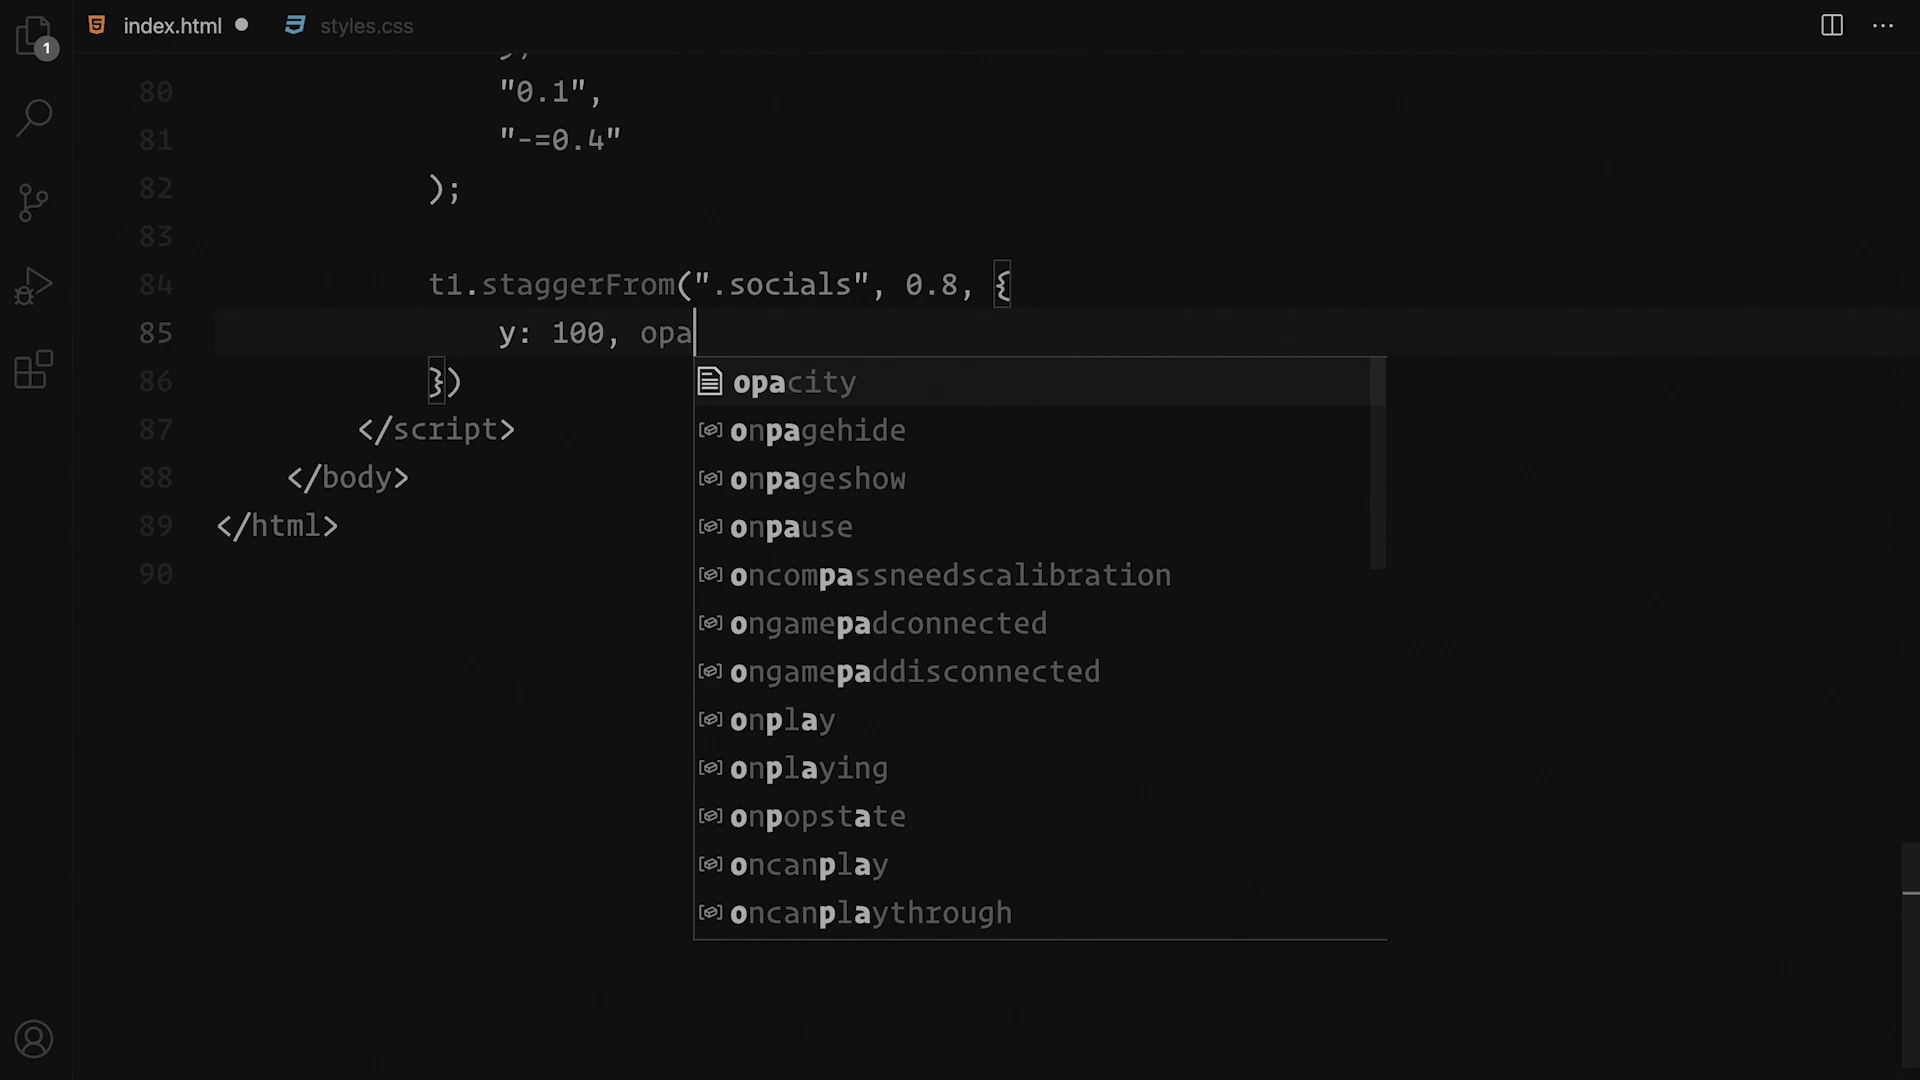 index.html
styles.css
1
80 "0.1",
81 "-=0.4"
82 );
83
84 t1.staggerFrom(".socials", 0.8, {
85 y: 100, opa
86 })
87 </script>
88 </body>
89 </html>
90
opacity
onpagehide
onpageshow
onpause
oncompassneedscalibration
ongamepadconnected
ongamepaddisconnected
onplay
onplaying
onpopstate
oncanplay
oncanplaythrough